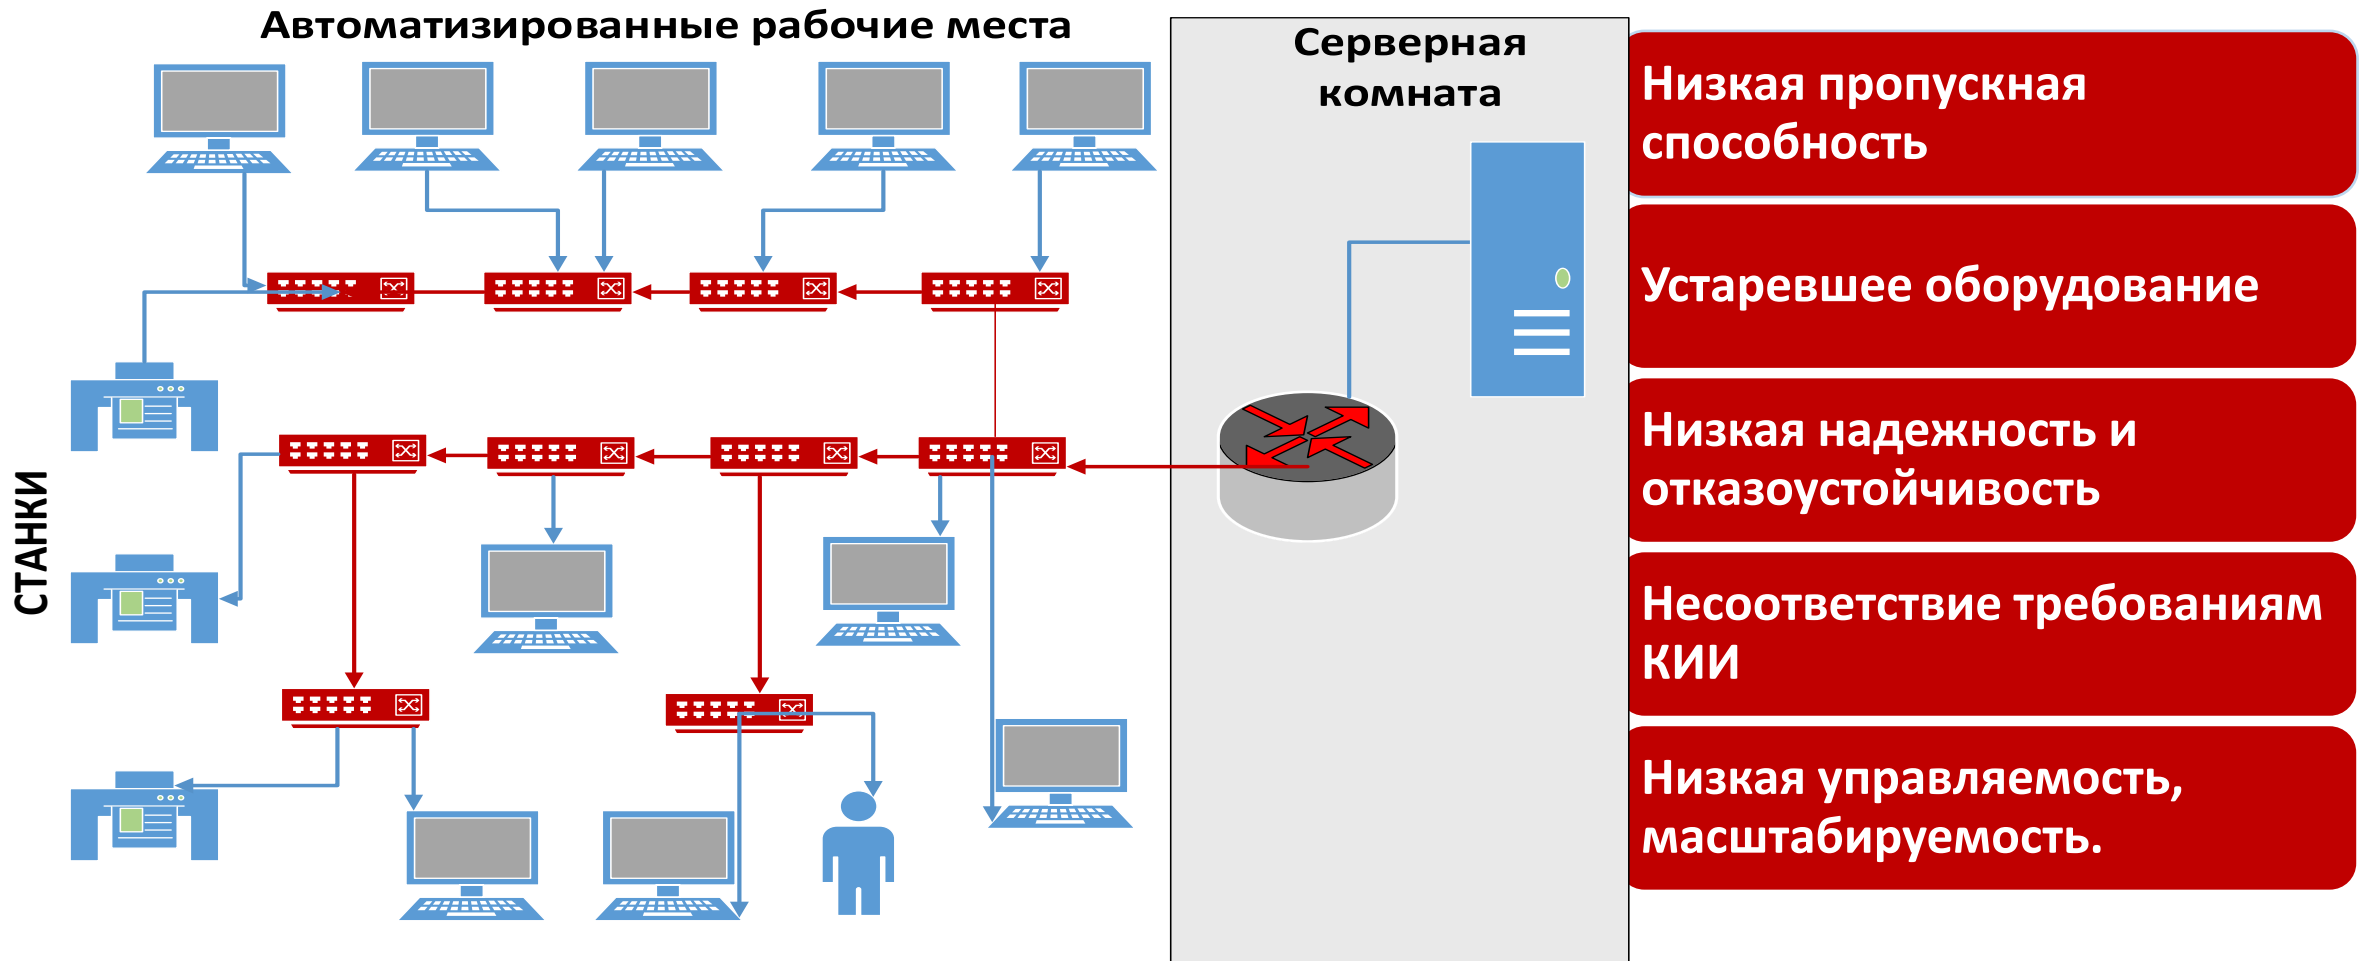 Автоматизированные рабочие места
Серверная
комната
СТАНКИ
Низкая пропускная
способность
Устаревшее оборудование
Низкая надежность и
отказоустойчивость
Несоответствие требованиям
КИИ
Низкая управляемость,
масштабируемость.